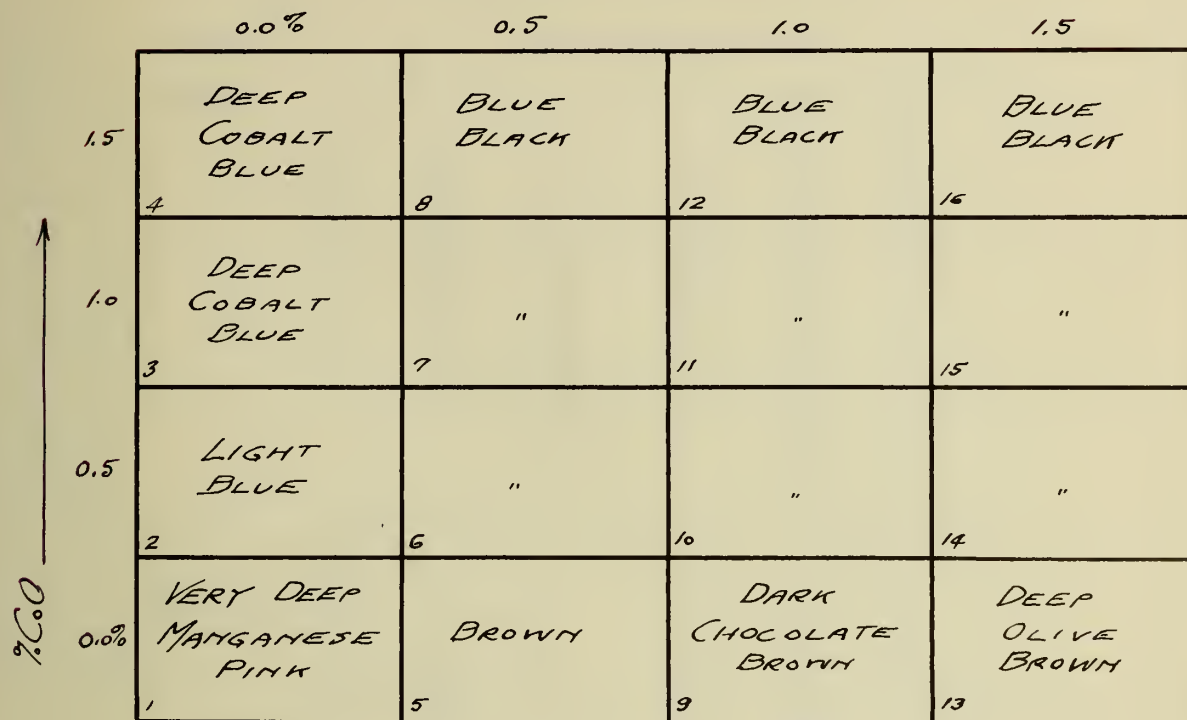 0.0% 0.5 1.0 1.5
1.5
DEEP COBALT BLUE
4
BLUE BLACK
8
BLUE BLACK
12
BLUE BLACK
16
1.0
DEEP COBALT BLUE
3
"
7
"
11
"
15
0.5
LIGHT BLUE
2
"
6
"
10
"
14
%CoO
0.0%
VERY DEEP MANGANESE PINK
1
BROWN
5
DARK CHOCOLATE BROWN
9
DEEP OLIVE BROWN
13